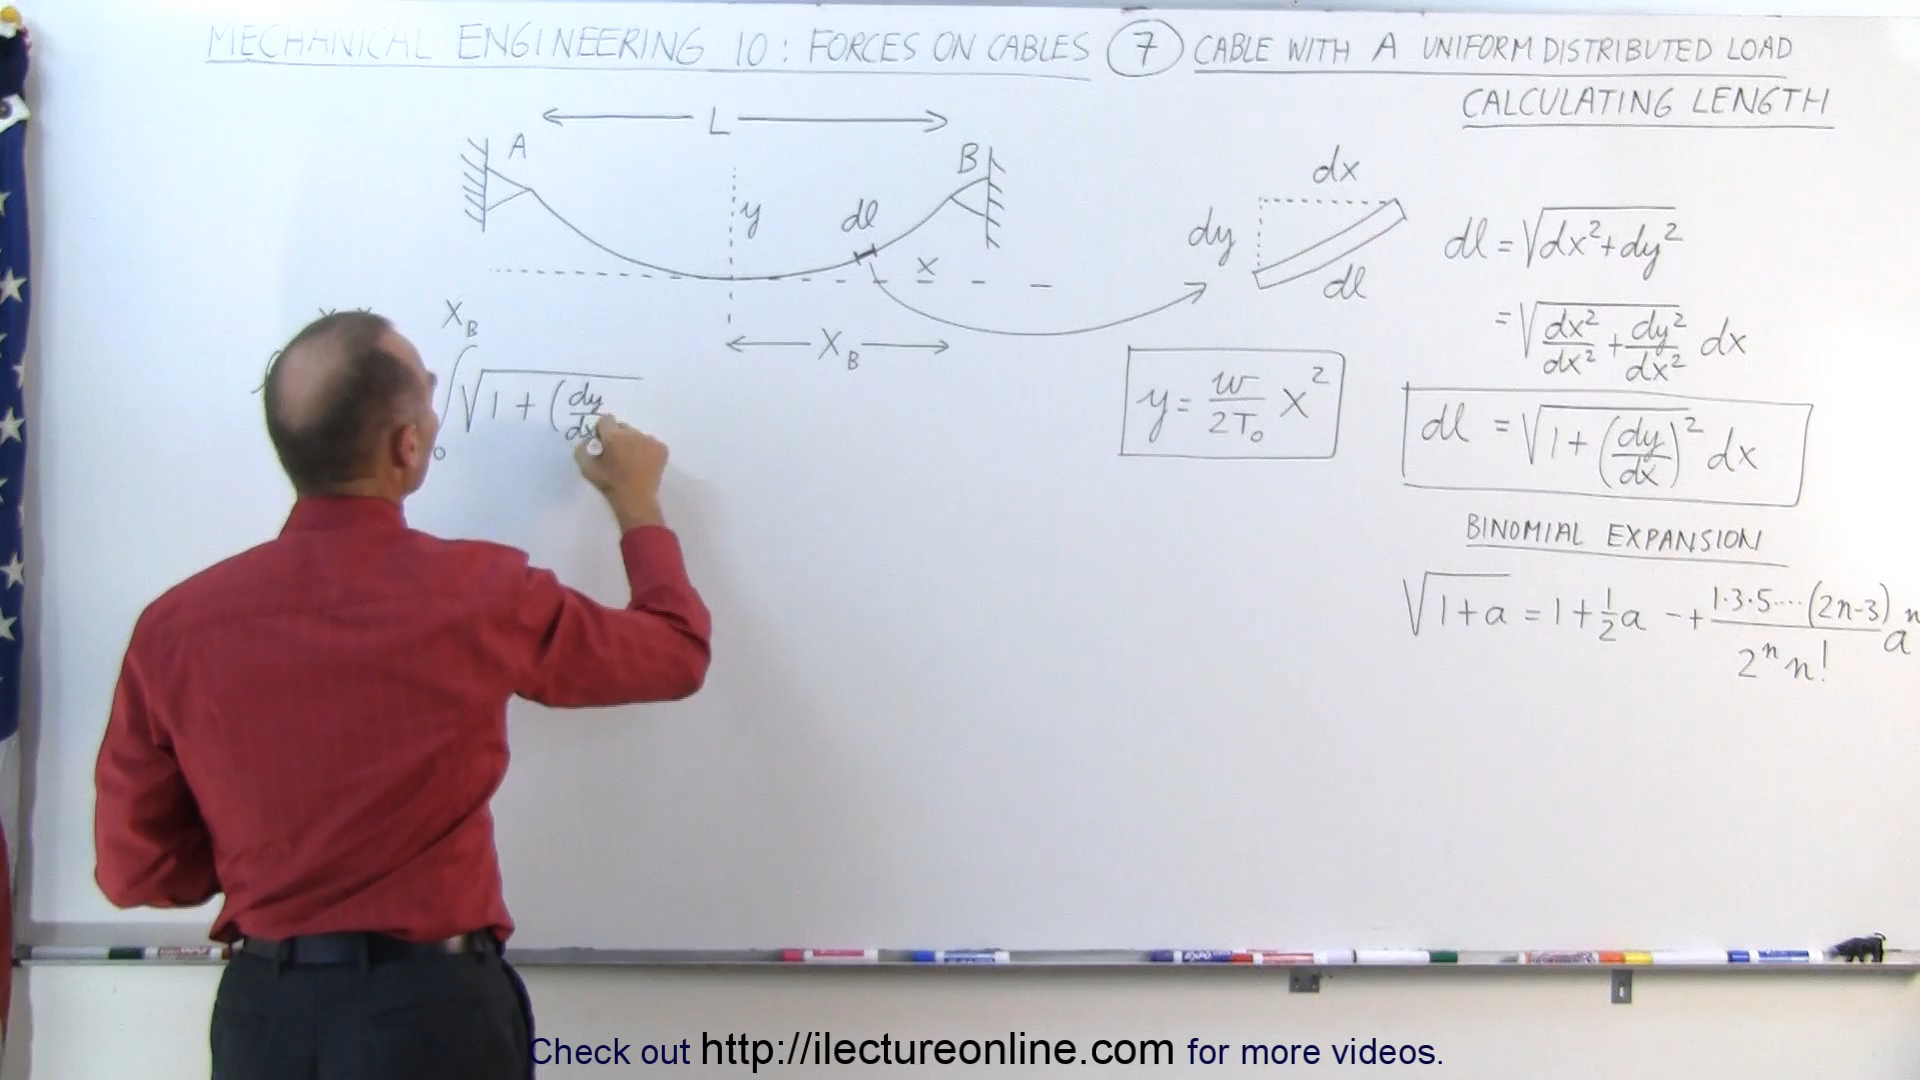 MECHANICAL ENGINEERING 10: FORCES ON CABLES 7 CABLE WITH A UNIFORM DISTRIBUTED LOAD
CALCULATING LENGTH
L
A
B
y
dl
x
X_B
dx
dy
dl
dl = √(dx² + dy²)
= √(dx²/dx² + dy²/dx²) dx
dl = √(1 + (dy/dx)²) dx
y = w/2T₀ x²
X_B
∫ √(1 + (dy/dx
0
BINOMIAL EXPANSION
√(1+a) = 1 + ½a -+ 1·3·5····(2n-3)/2ⁿn! aⁿ
EXPO
Check out http://ilectureonline.com for more videos.